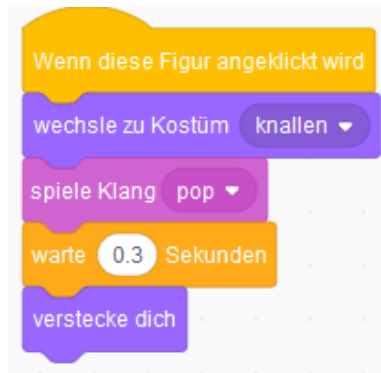 Wenn diese Figur angeklickt wird
wechsle zu Kostüm knallen
spiele Klang pop
warte 0.3 Sekunden
verstecke dich